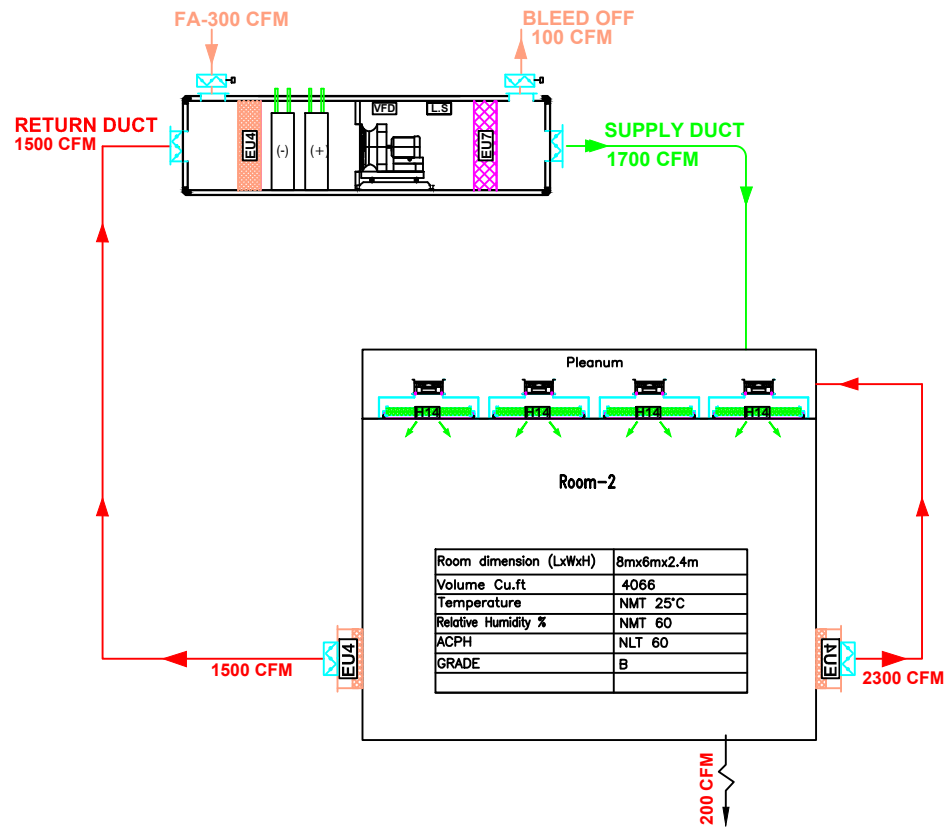 FA-300 CFM
BLEED OFF
100 CFM
VFD
L.S
RETURN DUCT
1500 CFM
EU4
(-)
(+)
EU7
SUPPLY DUCT
1700 CFM
Pleanum
H14
H14
H14
H14
Room-2
Room dimension (LxWxH) 8mx6mx2.4m
Volume Cu.ft 4066
Temperature NMT 25°C
Relative Humidity % NMT 60
ACPH NLT 60
GRADE B
EU4
EU4
1500 CFM
2300 CFM
200 CFM